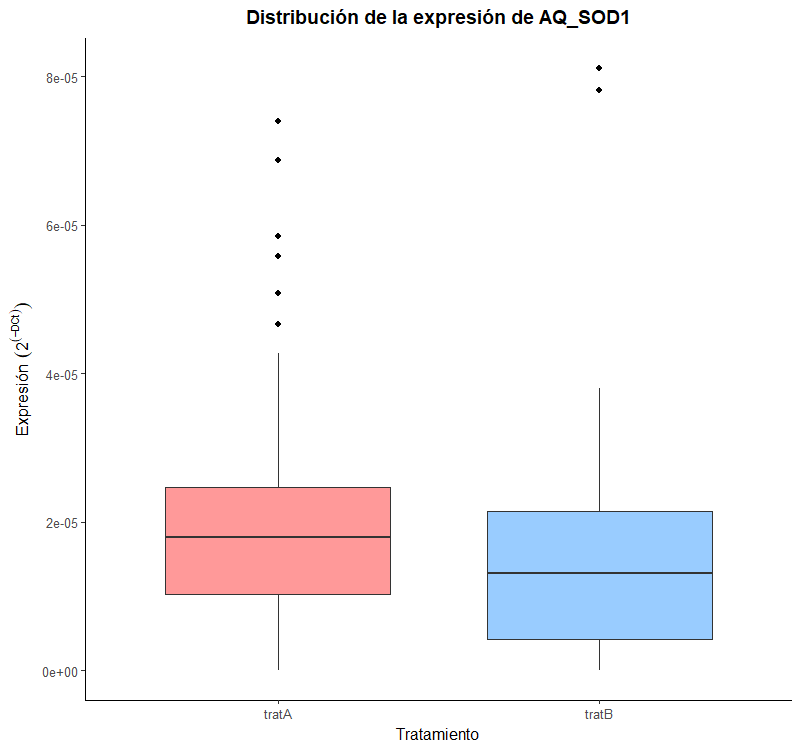 Distribución de la expresión de AQ_SOD1
Expresión (2^(−DCt))
8e-05
6e-05
4e-05
2e-05
0e+00
tratA tratB
Tratamiento